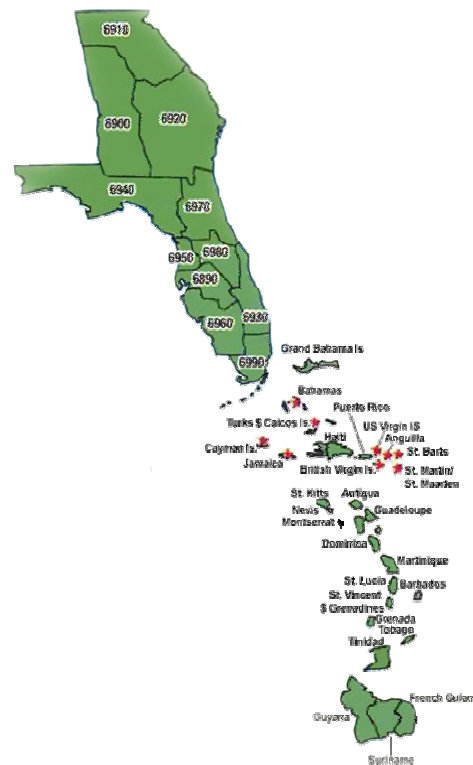 6910
6920
6900
6940
6970
6950
6980
6890
6960
6930
6990
Grand Bahama Is
Bahamas
Puerto Rico
US Virgin IS
Turks $ Caicos Is.
Anguilla
Haiti
St. Barts
Cayman Is.
Jamaica
British Virgin Is.
St. Martin/
St. Maarten
St. Kitts
Antigua
Nevis
Guadeloupe
Montserrat
Dominica
Martinique
St. Lucia
Barbados
St. Vincent
$ Grenadines
Grenada
Tobago
Trinidad
French Guian
Guyana
Suriname